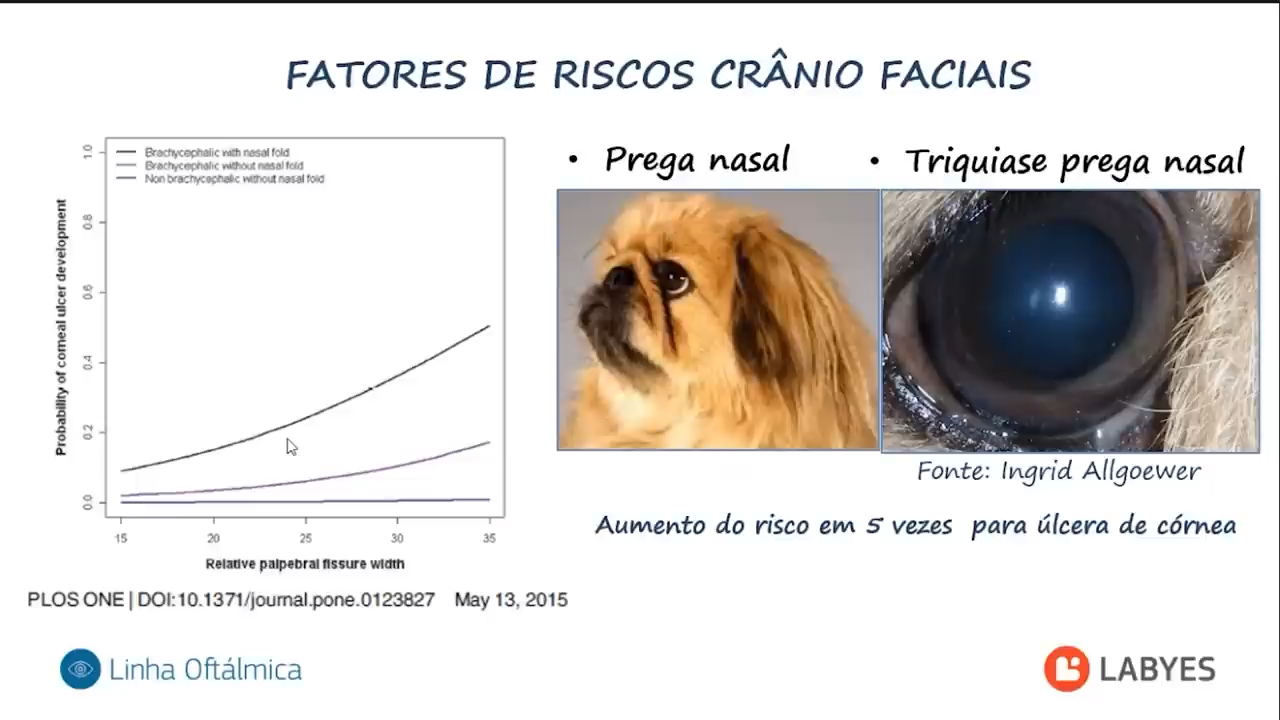 FATORES DE RISCOS CRÂNIO FACIAIS
Brachycephalic with nasal fold
Brachycephalic without nasal fold
Non brachycephalic without nasal fold
Probability of corneal ulcer development
1.0
0.8
0.6
0.4
0.2
0.0
15
20
25
30
35
Relative palpebral fissure width
PLOS ONE | DOI:10.1371/journal.pone.0123827 May 13, 2015
• Prega nasal
• Triquiase prega nasal
Fonte: Ingrid Allgoewer
Aumento do risco em 5 vezes para úlcera de córnea
Linha Oftálmica
LABYES